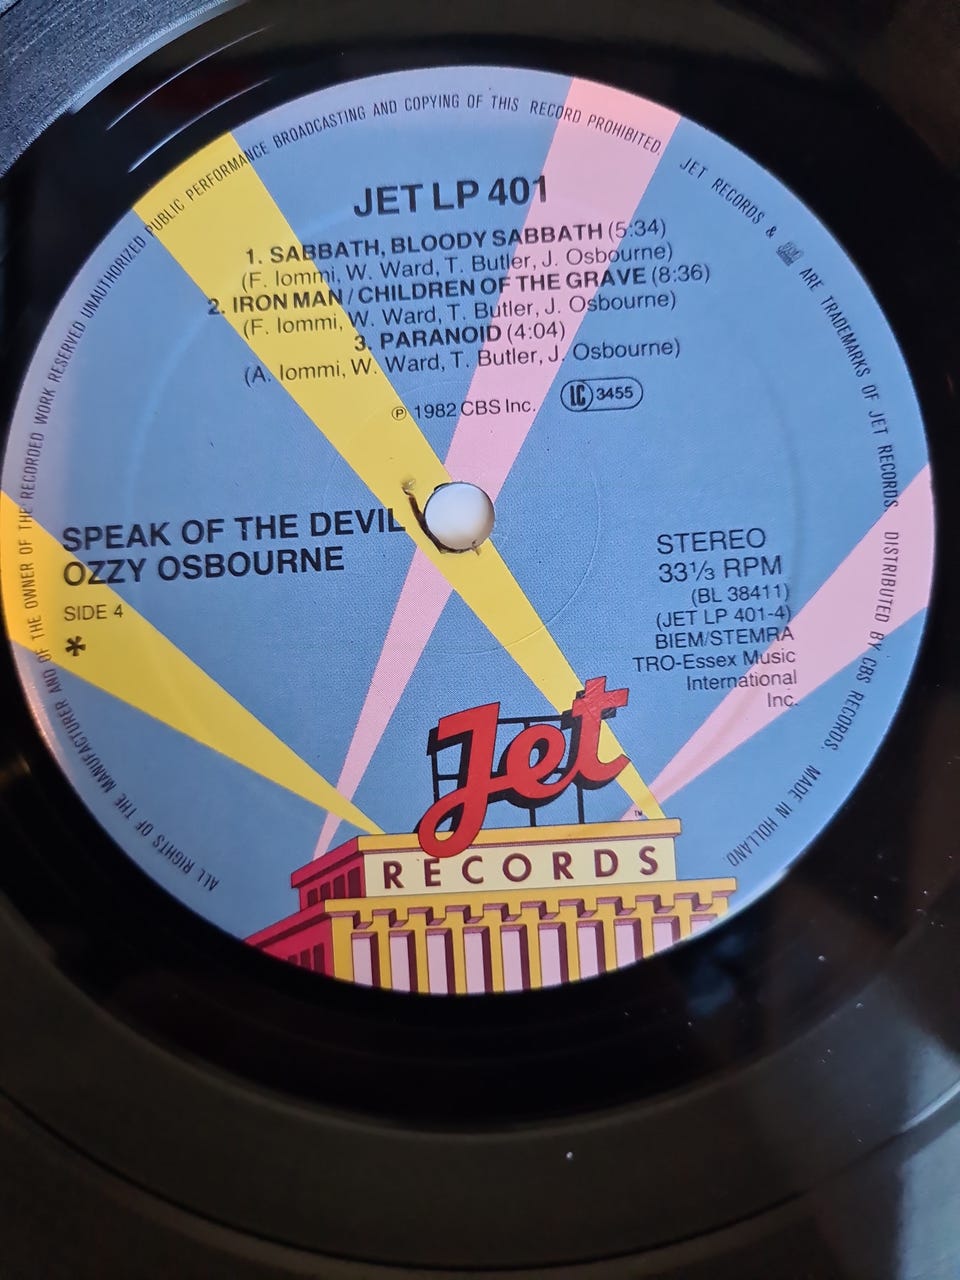 JET LP 401
1. SABBATH, BLOODY SABBATH (5:34)
(F. Iommi, W. Ward, T. Butler, J. Osbourne)
2. IRON MAN / CHILDREN OF THE GRAVE (8:36)
(F. Iommi, W. Ward, T. Butler, J. Osbourne)
3. PARANOID (4:04)
(A. Iommi, W. Ward, T. Butler, J. Osbourne)
℗ 1982 CBS Inc.
LC 3455
SPEAK OF THE DEVIL
OZZY OSBOURNE
SIDE 4
*
STEREO
33⅓ RPM
(BL 38411)
(JET LP 401-4)
BIEM/STEMRA
TRO-Essex Music
International
Inc.
Jet
TM
RECORDS
ALL RIGHTS OF THE MANUFACTURER AND OF THE OWNER OF THE RECORDED WORK RESERVED UNAUTHORIZED PUBLIC PERFORMANCE BROADCASTING AND COPYING OF THIS RECORD PROHIBITED.
JET RECORDS & ARE TRADEMARKS OF JET RECORDS. DISTRIBUTED BY CBS RECORDS. MADE IN HOLLAND.